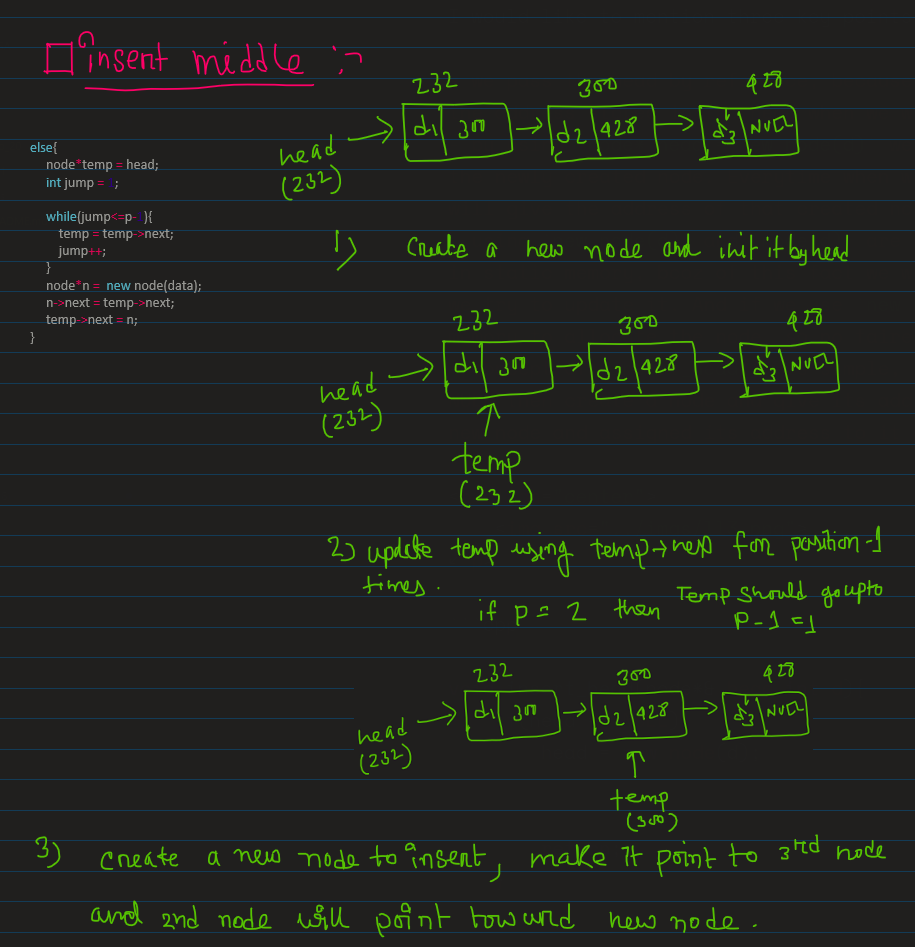 insert middle :-
232 300 428
d1 300 d2 428 d3 NULL
head
(232)
else{
node*temp = head;
int jump = ;
while(jump<=p- ){
temp = temp->next;
jump++;
}
node*n = new node(data);
n->next = temp->next;
temp->next = n;
}
1) Create a new node and init it by head
232 300 428
d1 300 d2 428 d3 NULL
head
(232)
temp
(232)
2) update temp using temp→next for position-1
times.
if p = 2 then Temp should go upto
P-1 = 1
232 300 428
d1 300 d2 428 d3 NULL
head
(232)
temp
(300)
3) create a new node to insert, make it point to 3rd node
and 2nd node will point toward new node.